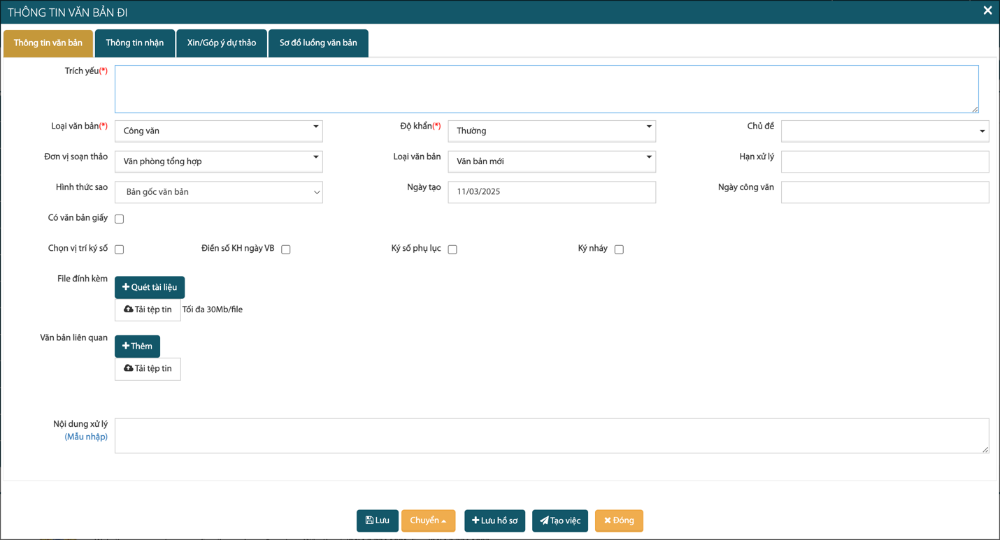 THÔNG TIN VĂN BẢN ĐI
Thông tin văn bản Thông tin nhận Xin/Góp ý dự thảo Sơ đồ luồng văn bản
Trích yếu(*)
Loại văn bản(*) Công văn Độ khẩn(*) Thường Chủ đề
Đơn vị soạn thảo Văn phòng tổng hợp Loại văn bản Văn bản mới Hạn xử lý
Hình thức sao Bản gốc văn bản Ngày tạo 11/03/2025 Ngày công văn
Có văn bản giấy
Chọn vị trí ký số Điền số KH ngày VB Ký số phụ lục Ký nháy
File đính kèm
Quét tài liệu
Tải tệp tin Tối đa 30Mb/file
Văn bản liên quan
Thêm
Tải tệp tin
Nội dung xử lý
(Mẫu nhập)
Lưu Chuyển Lưu hồ sơ Tạo việc Đóng